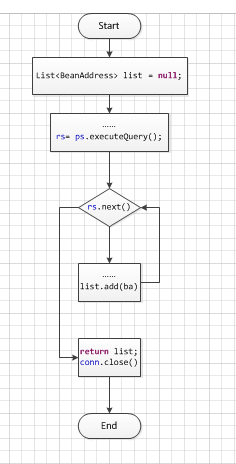 Start
List<BeanAddress> list = null;
......
rs= ps.executeQuery();
rs.next()
......
list.add(ba)
return list;
conn.close()
End